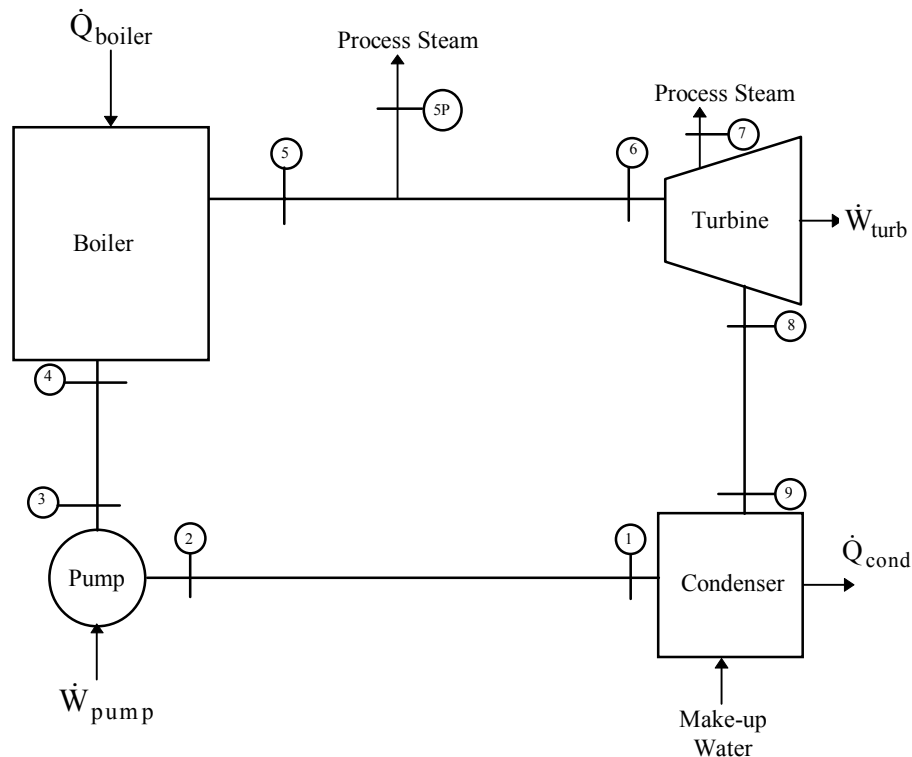 Q̇boiler
Process Steam
5P
Process Steam
7
5
6
Boiler
Turbine
Ẇturb
8
4
3
9
2
1
Pump
Condenser
Q̇cond
Ẇpump
Make-up
Water